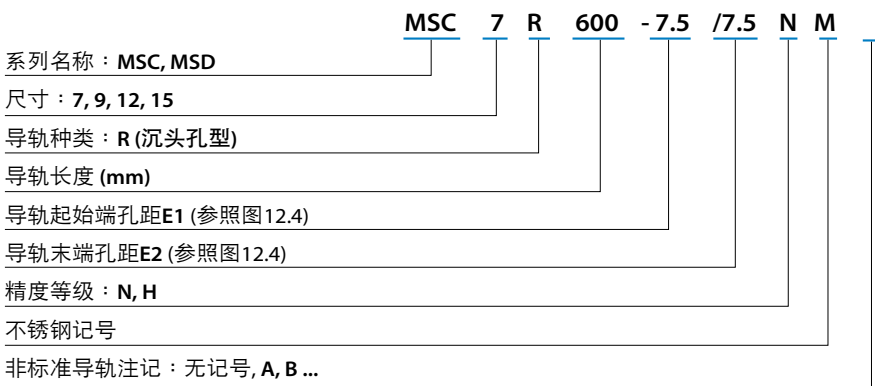 MSC 7 R 600 - 7.5 /7.5 N M
系列名称：MSC, MSD
尺寸：7, 9, 12, 15
导轨种类：R (沉头孔型)
导轨长度 (mm)
导轨起始端孔距E1 (参照图12.4)
导轨末端孔距E2 (参照图12.4)
精度等级：N, H
不锈钢记号
非标准导轨注记：无记号, A, B ...